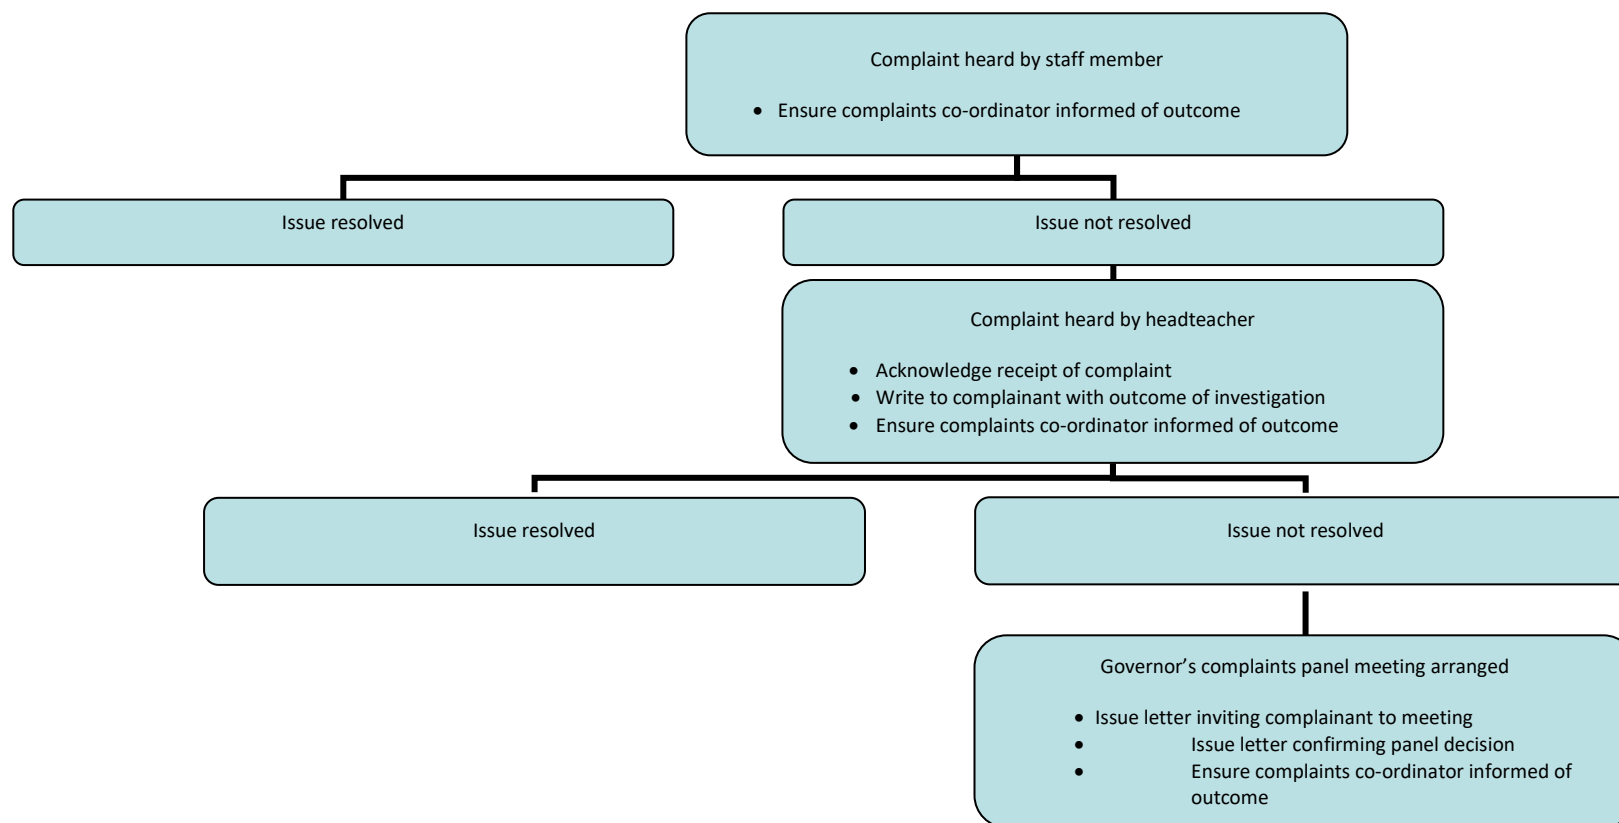 Complaint heard by staff member
• Ensure complaints co-ordinator informed of outcome
Issue resolved
Issue not resolved
Complaint heard by headteacher
• Acknowledge receipt of complaint
• Write to complainant with outcome of investigation
• Ensure complaints co-ordinator informed of outcome
Issue resolved
Issue not resolved
Governor’s complaints panel meeting arranged
• Issue letter inviting complainant to meeting
• Issue letter confirming panel decision
• Ensure complaints co-ordinator informed of
outcome